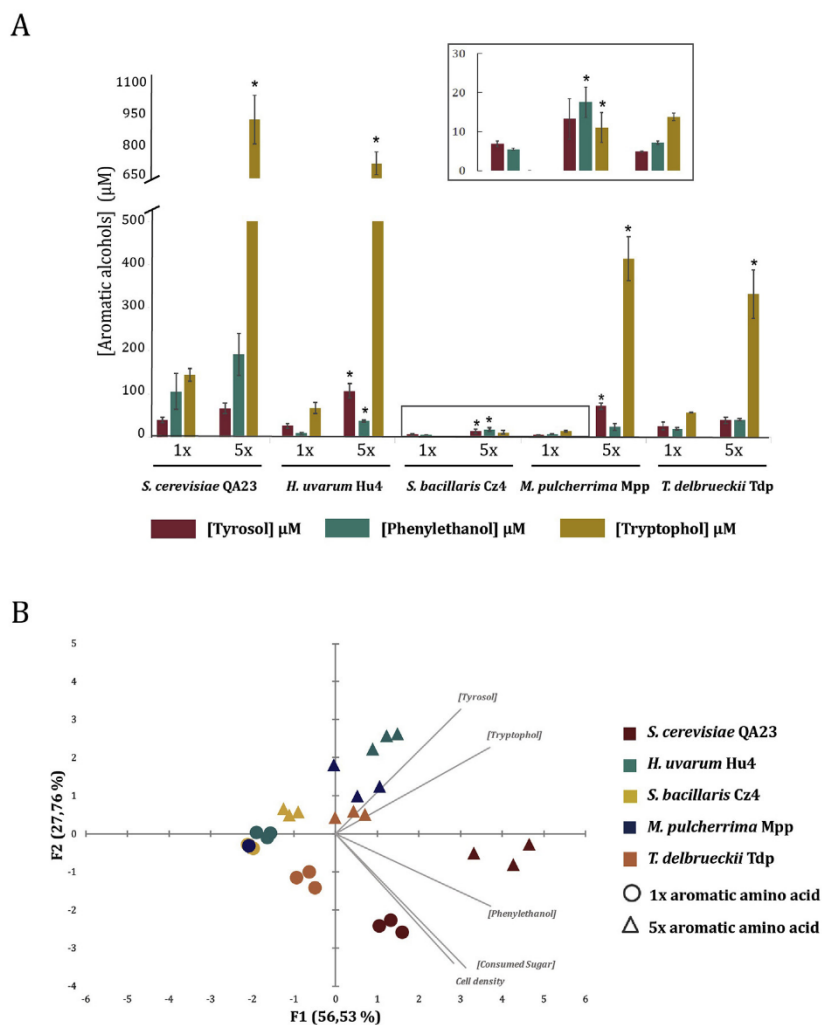 A
[Aromatic alcohols] (μM)
1100
950
800
650
500
400
300
200
100
0
30
20
10
0
* * * * * * * * * * *
1x 5x 1x 5x 1x 5x 1x 5x 1x 5x
S. cerevisiae QA23 H. uvarum Hu4 S. bacillaris Cz4 M. pulcherrima Mpp T. delbrueckii Tdp
[Tyrosol] μM [Phenylethanol] μM [Tryptophol] μM
B
F2 (27,76 %)
5
4
3
2
1
0
-1
-2
-3
-4
[Tyrosol]
[Tryptophol]
[Phenylethanol]
[Consumed Sugar]
Cell density
-6 -5 -4 -3 -2 -1 0 1 2 3 4 5 6
F1 (56,53 %)
S. cerevisiae QA23
H. uvarum Hu4
S. bacillaris Cz4
M. pulcherrima Mpp
T. delbrueckii Tdp
1x aromatic amino acid
5x aromatic amino acid